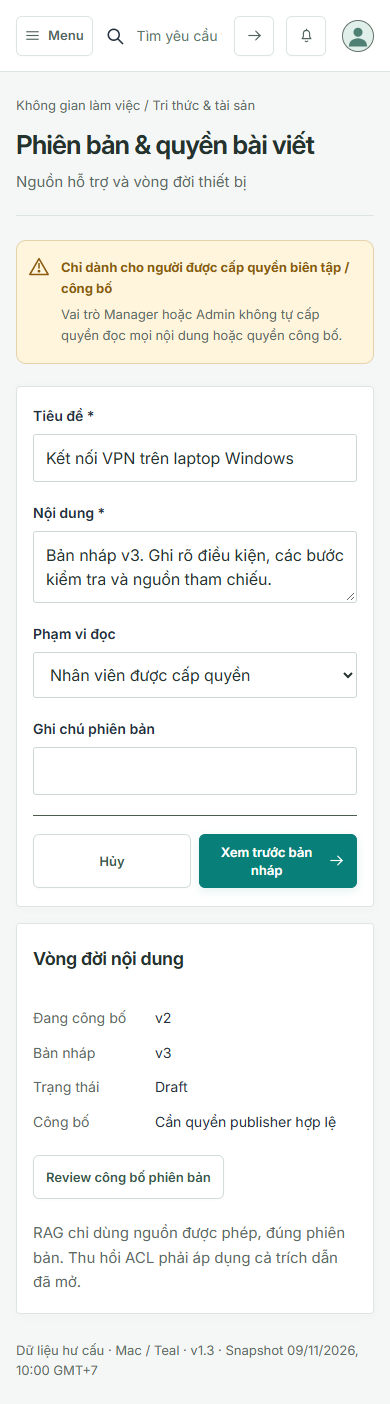 Menu
Tìm yêu cầu
Không gian làm việc / Tri thức & tài sản
Phiên bản & quyền bài viết
Nguồn hỗ trợ và vòng đời thiết bị
Chỉ dành cho người được cấp quyền biên tập /
công bố
Vai trò Manager hoặc Admin không tự cấp
quyền đọc mọi nội dung hoặc quyền công bố.
Tiêu đề *
Kết nối VPN trên laptop Windows
Nội dung *
Bản nháp v3. Ghi rõ điều kiện, các bước
kiểm tra và nguồn tham chiếu.
Phạm vi đọc
Nhân viên được cấp quyền
Ghi chú phiên bản
Hủy
Xem trước bản
nháp
Vòng đời nội dung
Đang công bố v2
Bản nháp v3
Trạng thái Draft
Công bố Cần quyền publisher hợp lệ
Review công bố phiên bản
RAG chỉ dùng nguồn được phép, đúng phiên
bản. Thu hồi ACL phải áp dụng cả trích dẫn
đã mở.
Dữ liệu hư cấu · Mac / Teal · v1.3 · Snapshot 09/11/2026,
10:00 GMT+7